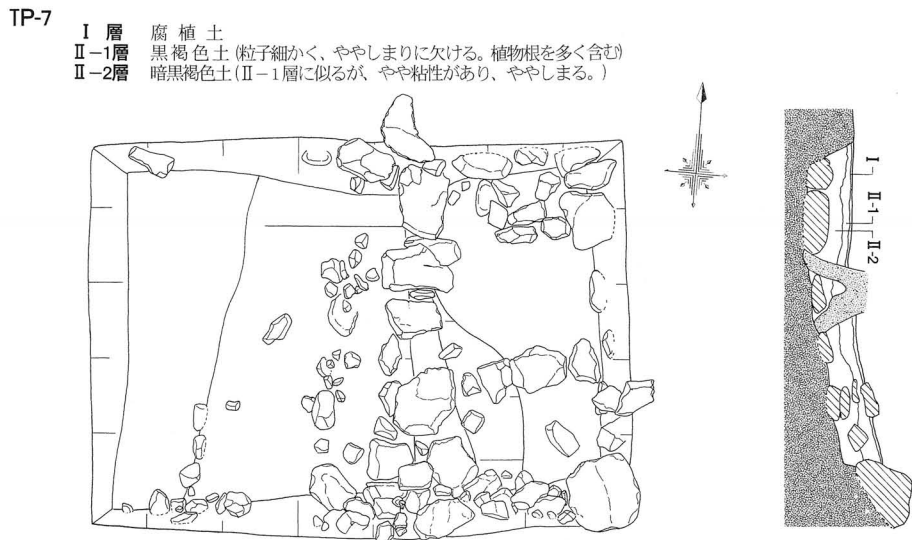 TP-7
I 層 腐植土
II-1層 黒褐色土(粒子細かく、ややしまりに欠ける。植物根を多く含む)
II-2層 暗黒褐色土(II-1層に似るが、やや粘性があり、ややしまる。)
I
II-1
II-2